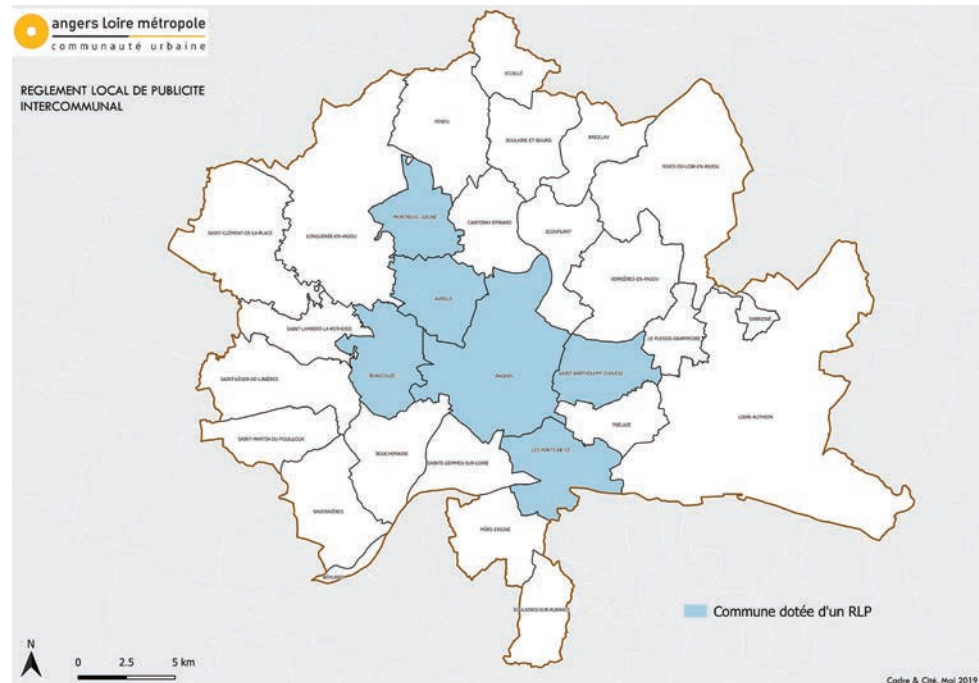 angers Loire métropole
communauté urbaine
REGLEMENT LOCAL DE PUBLICITE
INTERCOMMUNAL
ECUILLÉ
FENEU
SOULAIRE-ET-BOURG
BRIOLLAY
RIVES-DU-LOIR-EN-ANJOU
MONTREUIL-JUIGNÉ
CANTENAY-EPINARD
ECOUFLANT
SAINT-CLÉMENT-DE-LA-PLACE
LONGUENÉE-EN-ANJOU
VERRIÈRES-EN-ANJOU
AVRILLÉ
SARRIGNÉ
SAINT-LAMBERT-LA-POTHERIE
LE PLESSIS-GRAMMOIRE
BEAUCOUZÉ
ANGERS
SAINT-BARTHELEMY-D'ANJOU
SAINT-LÉGER-DE-LINIÈRES
LOIRE-AUTHION
TRÉLAZÉ
SAINT-MARTIN-DU-FOUILLOUX
BOUCHEMAINE
SAINTE-GEMMES-SUR-LOIRE
LES PONTS-DE-CÉ
SAVENNIÈRES
MÛRS-ERIGNÉ
BEHUARD
SOULAINES-SUR-AUBANCE
Commune dotée d'un RLP
N
0 2.5 5 km
Cadre & Cité, Mai 2019